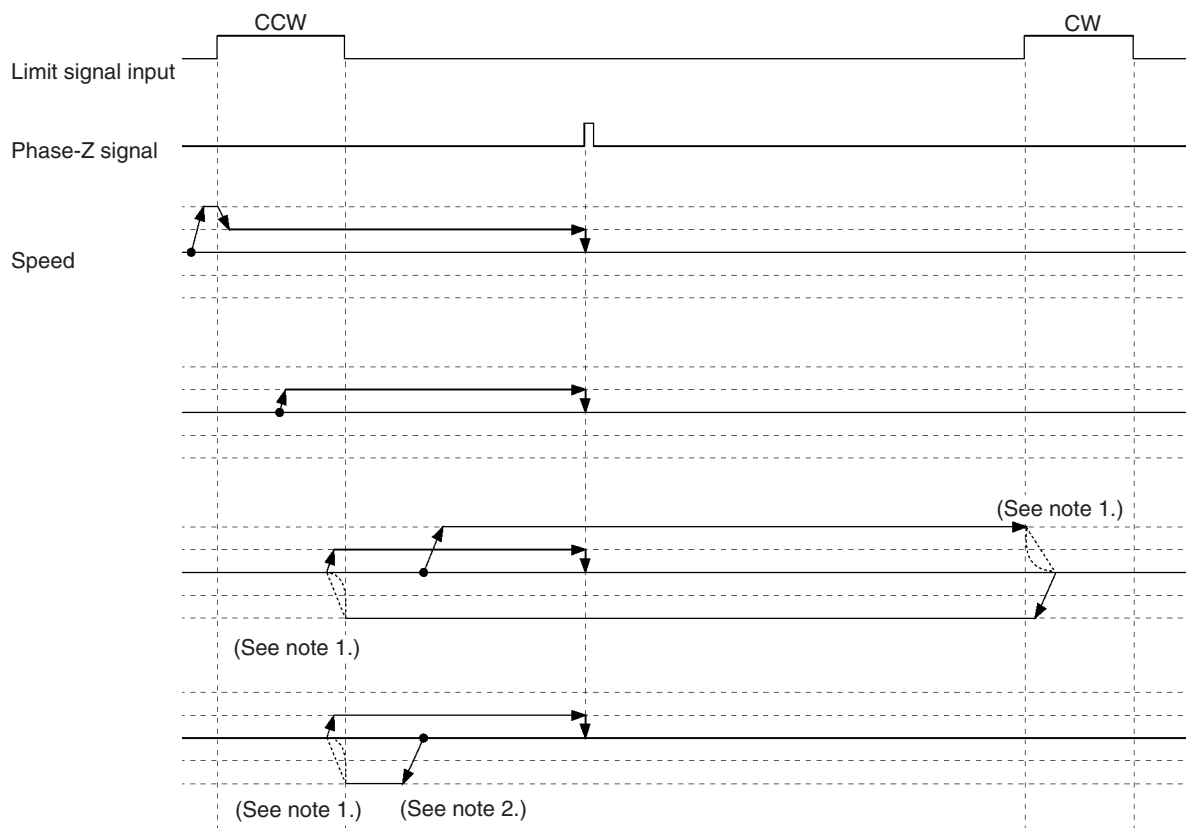 CCW
CW
Limit signal input
Phase-Z signal
Speed
(See note 1.)
(See note 1.)
(See note 1.)
(See note 2.)